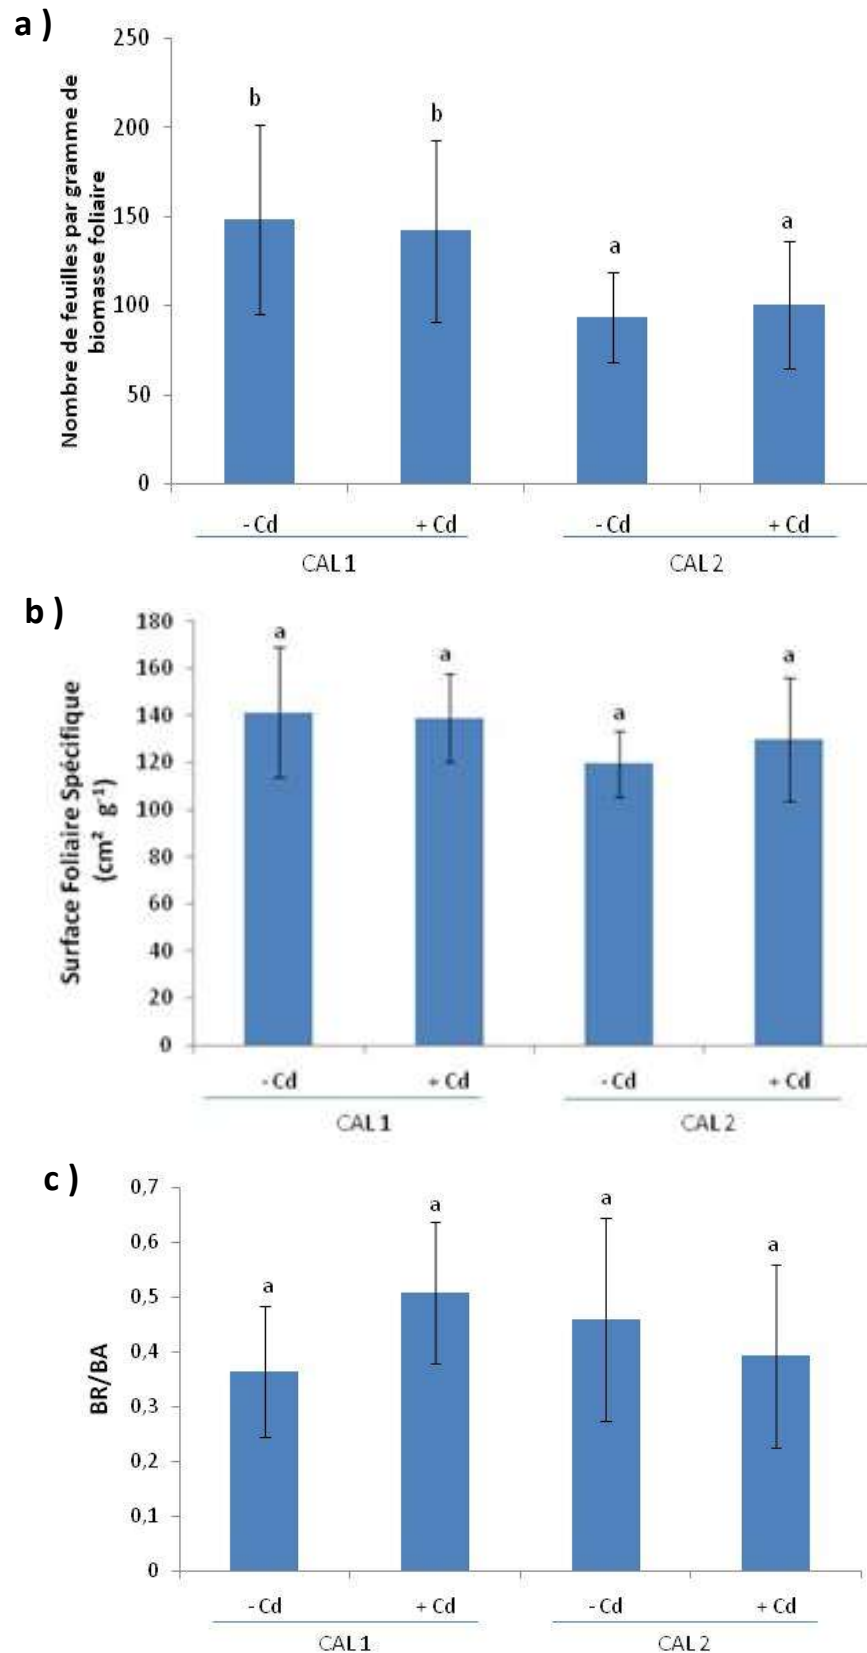 a )
Nombre de feuilles par gramme de
biomasse foliaire
250
200
150
100
50
0
b
b
a
a
- Cd
+ Cd
- Cd
+ Cd
CAL 1
CAL 2
b )
Surface Foliaire Spécifique
(cm² g⁻¹)
180
160
140
120
100
80
60
40
20
0
a
a
a
a
- Cd
+ Cd
- Cd
+ Cd
CAL 1
CAL 2
c )
BR/BA
0,7
0,6
0,5
0,4
0,3
0,2
0,1
0
a
a
a
a
- Cd
+ Cd
- Cd
+ Cd
CAL 1
CAL 2